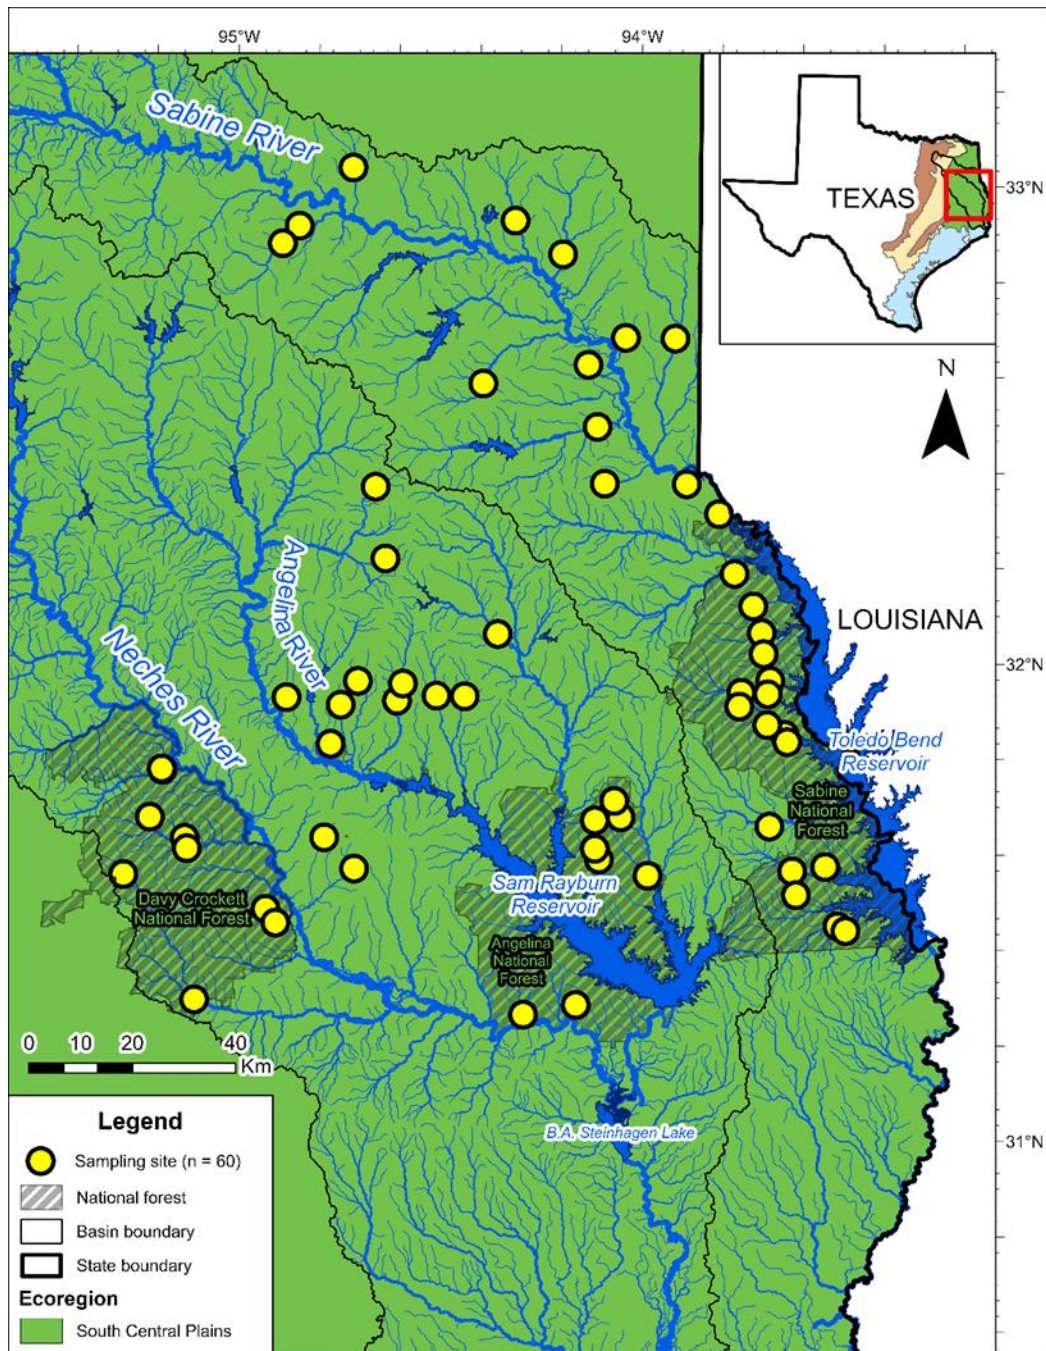 95°W
94°W
Sabine River
TEXAS
33°N
N
Angelina River
LOUISIANA
32°N
Neches River
Toledo Bend
Reservoir
Sabine
National
Forest
Sam Rayburn
Reservoir
Davy Crockett
National Forest
Angelina
National
Forest
0 10 20 40
Km
B.A. Steinhagen Lake
31°N
Legend
Sampling site (n = 60)
National forest
Basin boundary
State boundary
Ecoregion
South Central Plains